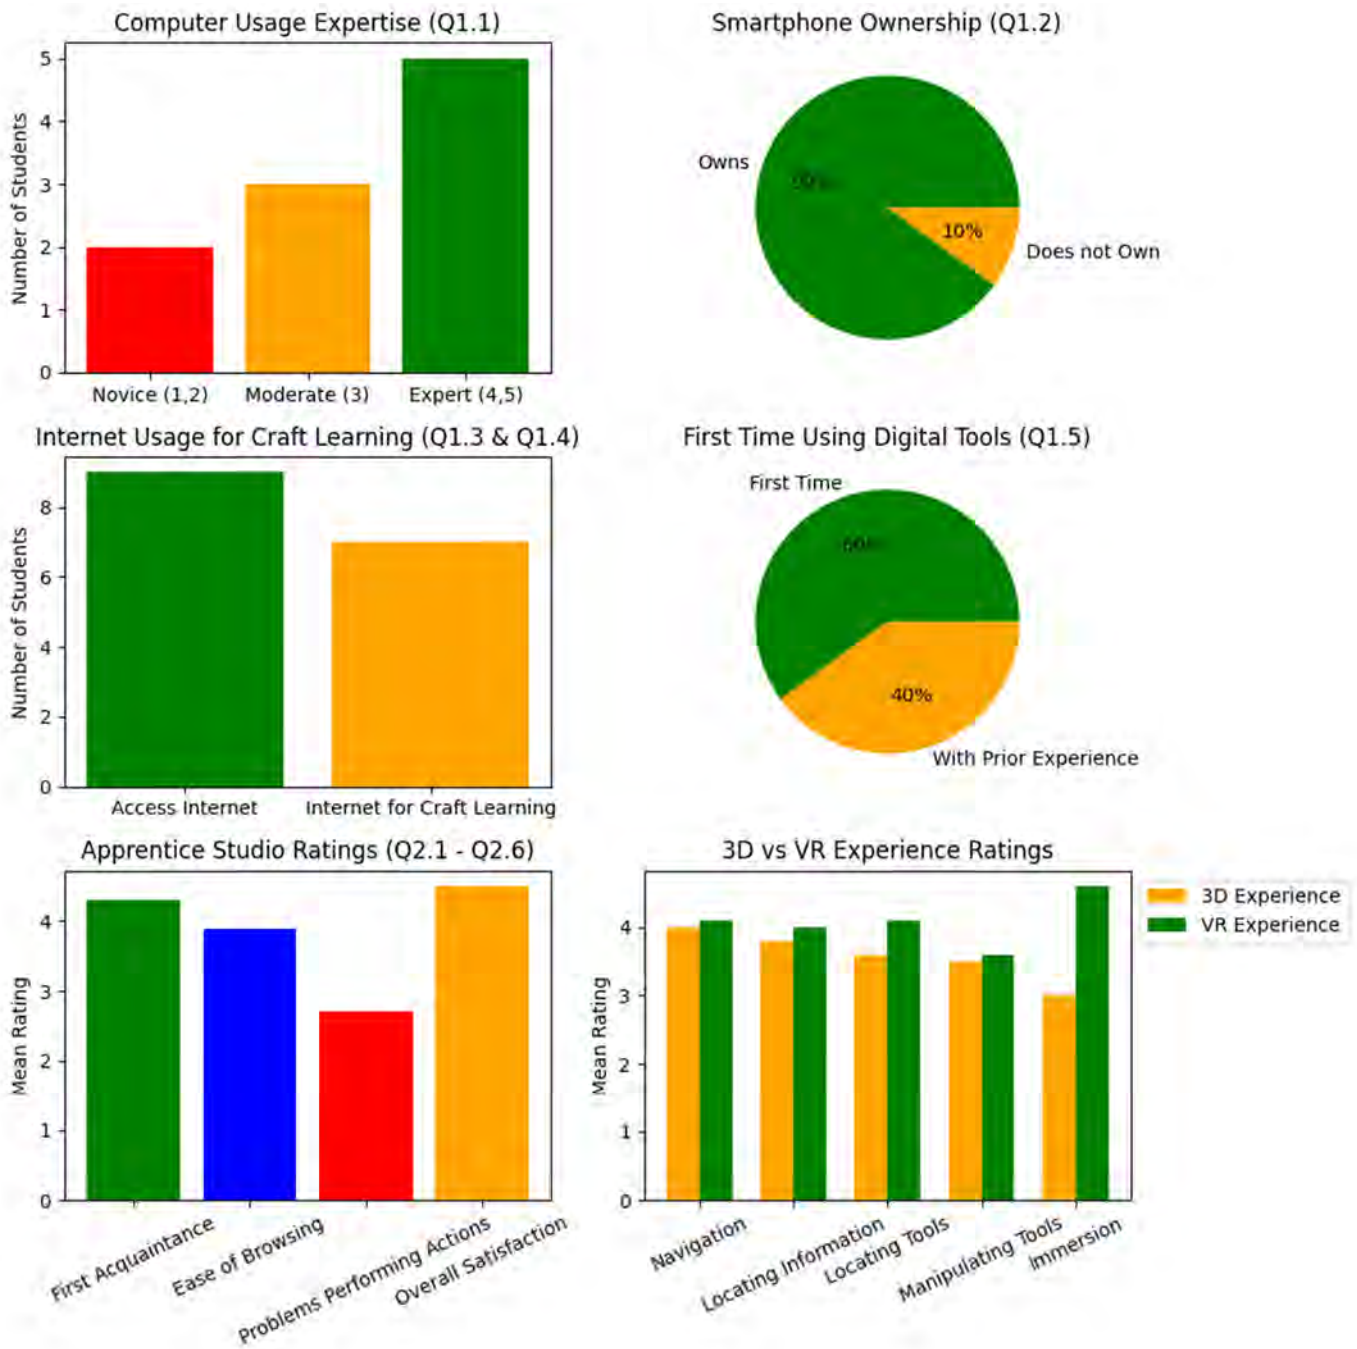 Computer Usage Expertise (Q1.1)
Number of Students
5
4
3
2
1
0
Novice (1,2)
Moderate (3)
Expert (4,5)
Smartphone Ownership (Q1.2)
Owns
90%
10%
Does not Own
Internet Usage for Craft Learning (Q1.3 & Q1.4)
Number of Students
8
6
4
2
0
Access Internet
Internet for Craft Learning
First Time Using Digital Tools (Q1.5)
First Time
60%
40%
With Prior Experience
Apprentice Studio Ratings (Q2.1 - Q2.6)
Mean Rating
4
3
2
1
0
First Acquaintance
Ease of Browsing
Problems Performing Actions
Overall Satisfaction
3D vs VR Experience Ratings
Mean Rating
4
3
2
1
0
Navigation
Locating Information
Locating Tools
Manipulating Tools
Immersion
3D Experience
VR Experience